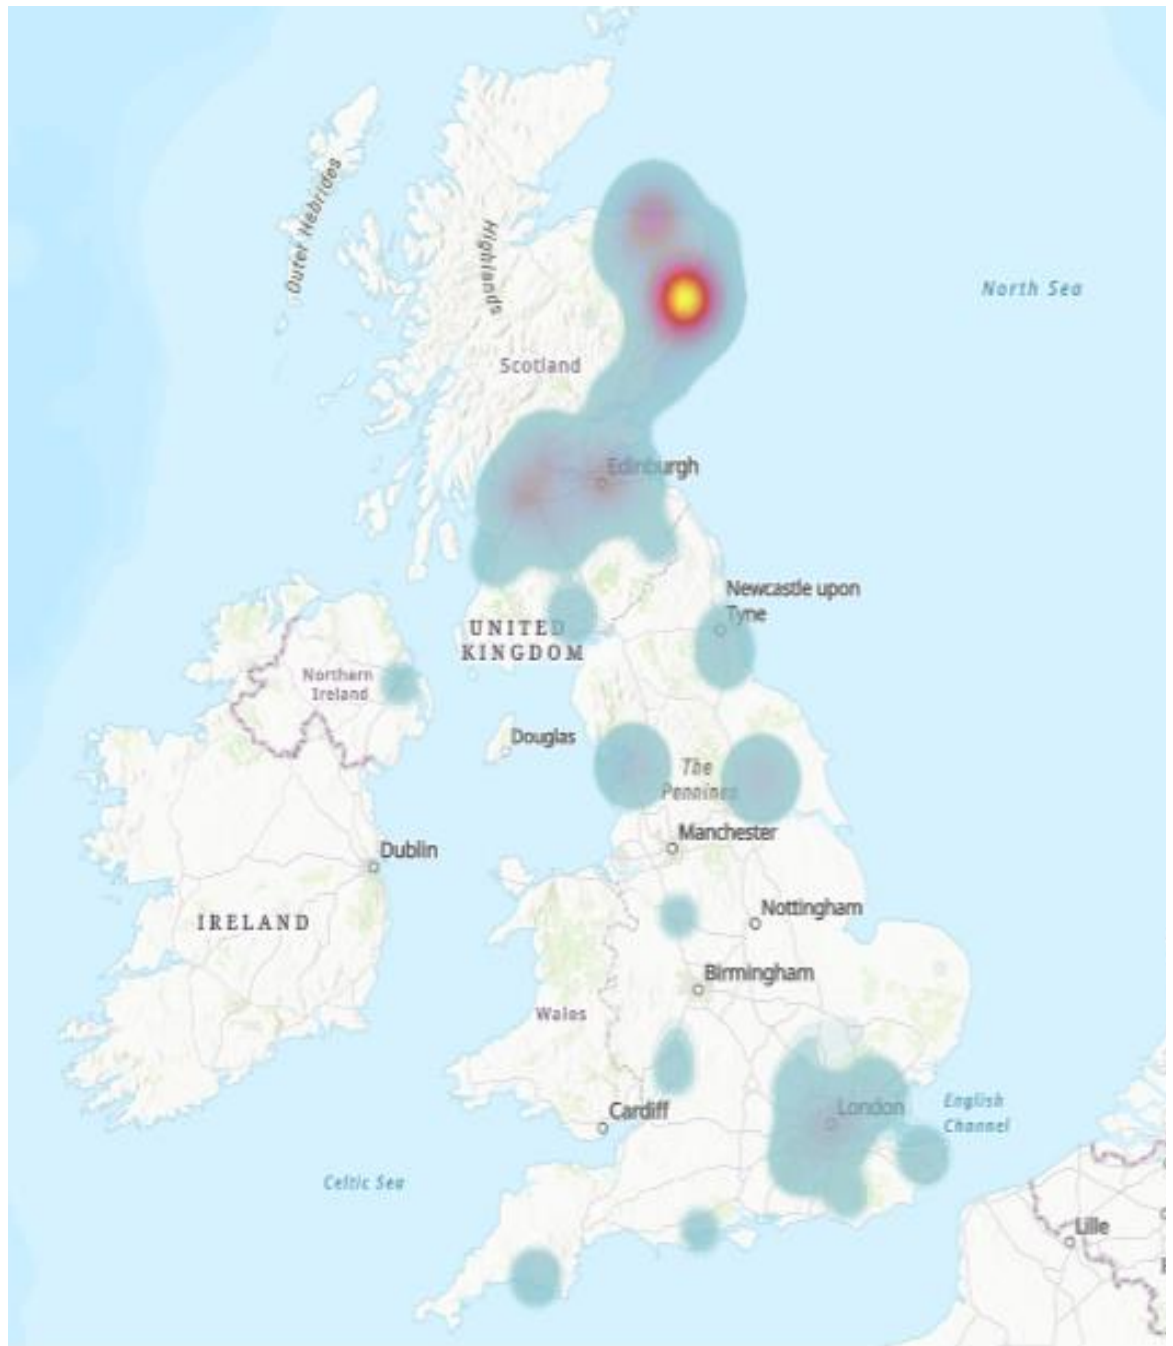 Outer Hebrides
Highlands
North Sea
Scotland
Edinburgh
Newcastle upon
Tyne
UNITED
KINGDOM
Northern
Ireland
Douglas
The
Pennines
Manchester
Dublin
Nottingham
IRELAND
Birmingham
Wales
London
English
Channel
Cardiff
Celtic Sea
Lille